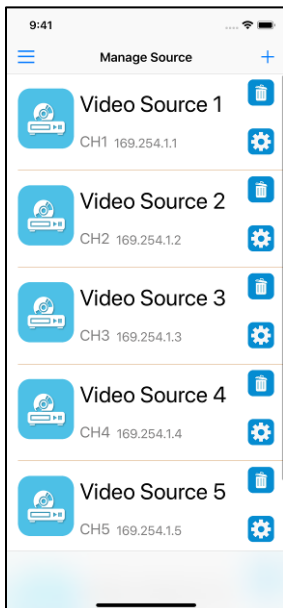 9:41
Manage Source
Video Source 1
CH1 169.254.1.1
Video Source 2
CH2 169.254.1.2
Video Source 3
CH3 169.254.1.3
Video Source 4
CH4 169.254.1.4
Video Source 5
CH5 169.254.1.5